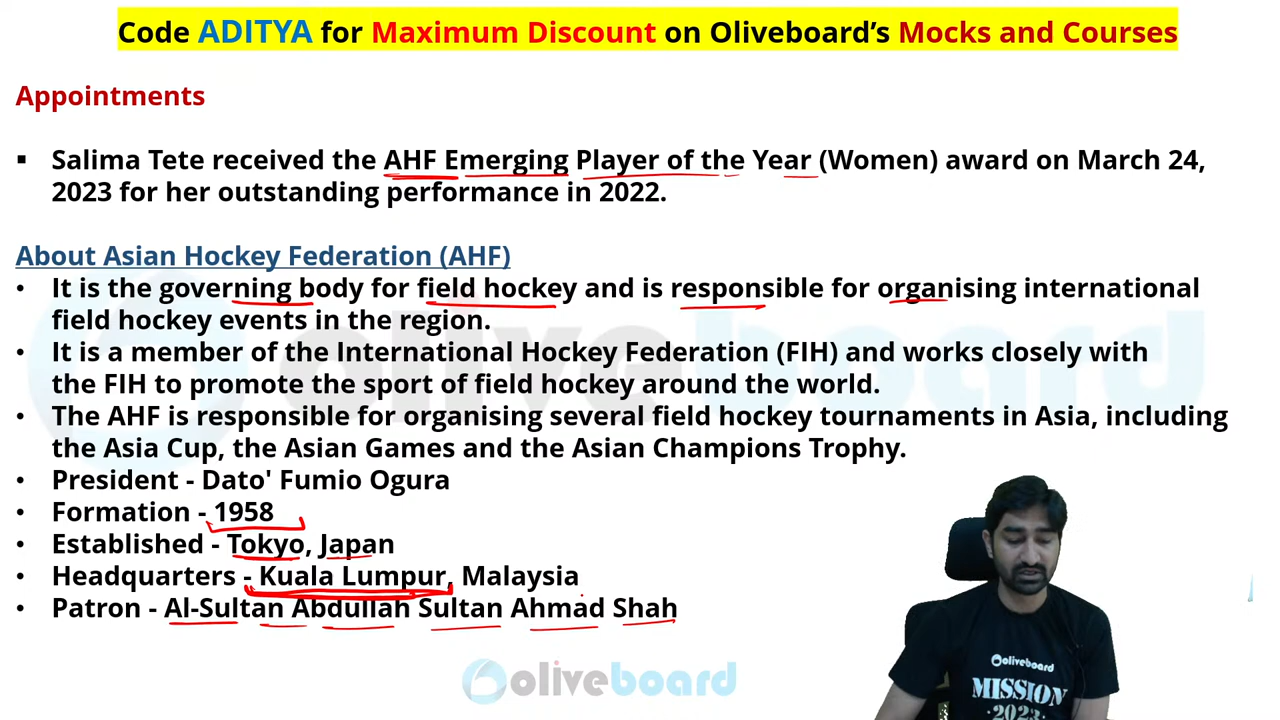 Code ADITYA for Maximum Discount on Oliveboard’s Mocks and Courses
Appointments
▪ Salima Tete received the AHF Emerging Player of the Year (Women) award on March 24,
2023 for her outstanding performance in 2022.
About Asian Hockey Federation (AHF)
• It is the governing body for field hockey and is responsible for organising international
field hockey events in the region.
• It is a member of the International Hockey Federation (FIH) and works closely with
the FIH to promote the sport of field hockey around the world.
• The AHF is responsible for organising several field hockey tournaments in Asia, including
the Asia Cup, the Asian Games and the Asian Champions Trophy.
• President - Dato' Fumio Ogura
• Formation - 1958
• Established - Tokyo, Japan
• Headquarters - Kuala Lumpur, Malaysia
• Patron - Al-Sultan Abdullah Sultan Ahmad Shah
oliveboard
oliveboard
oliveboard
MISSION
·2023·